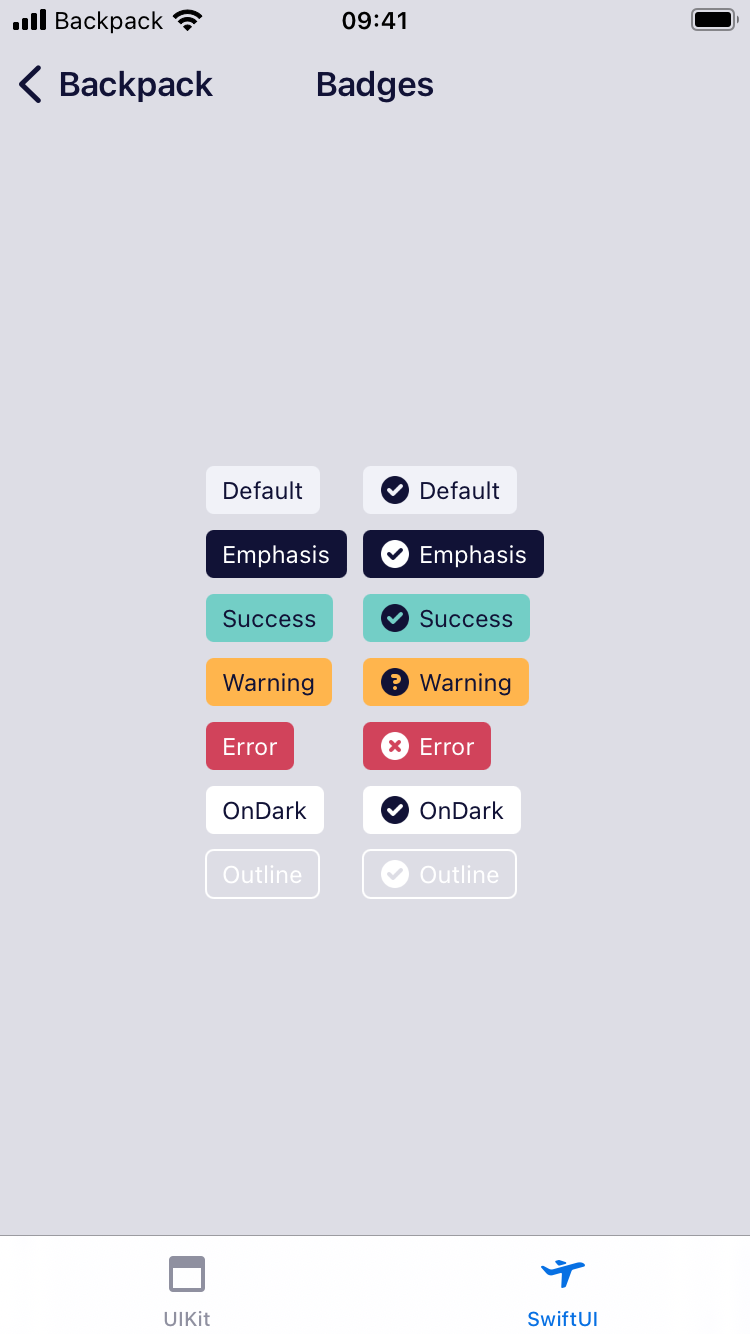 Backpack 09:41
Backpack Badges
Default Default
Emphasis Emphasis
Success Success
Warning Warning
Error Error
OnDark OnDark
Outline Outline
UIKit SwiftUI